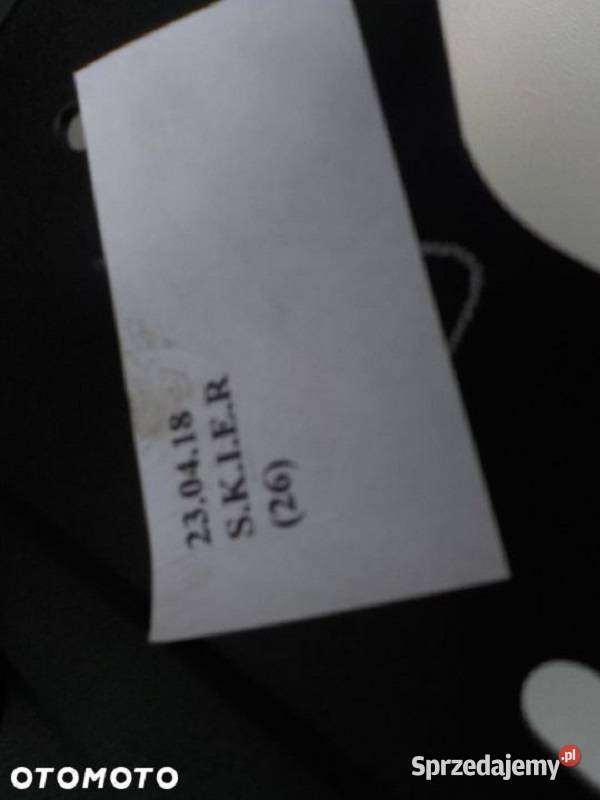 23.04.18
S.K.I.E.R
(26)
OTOMOTO
Sprzedajemy.pl